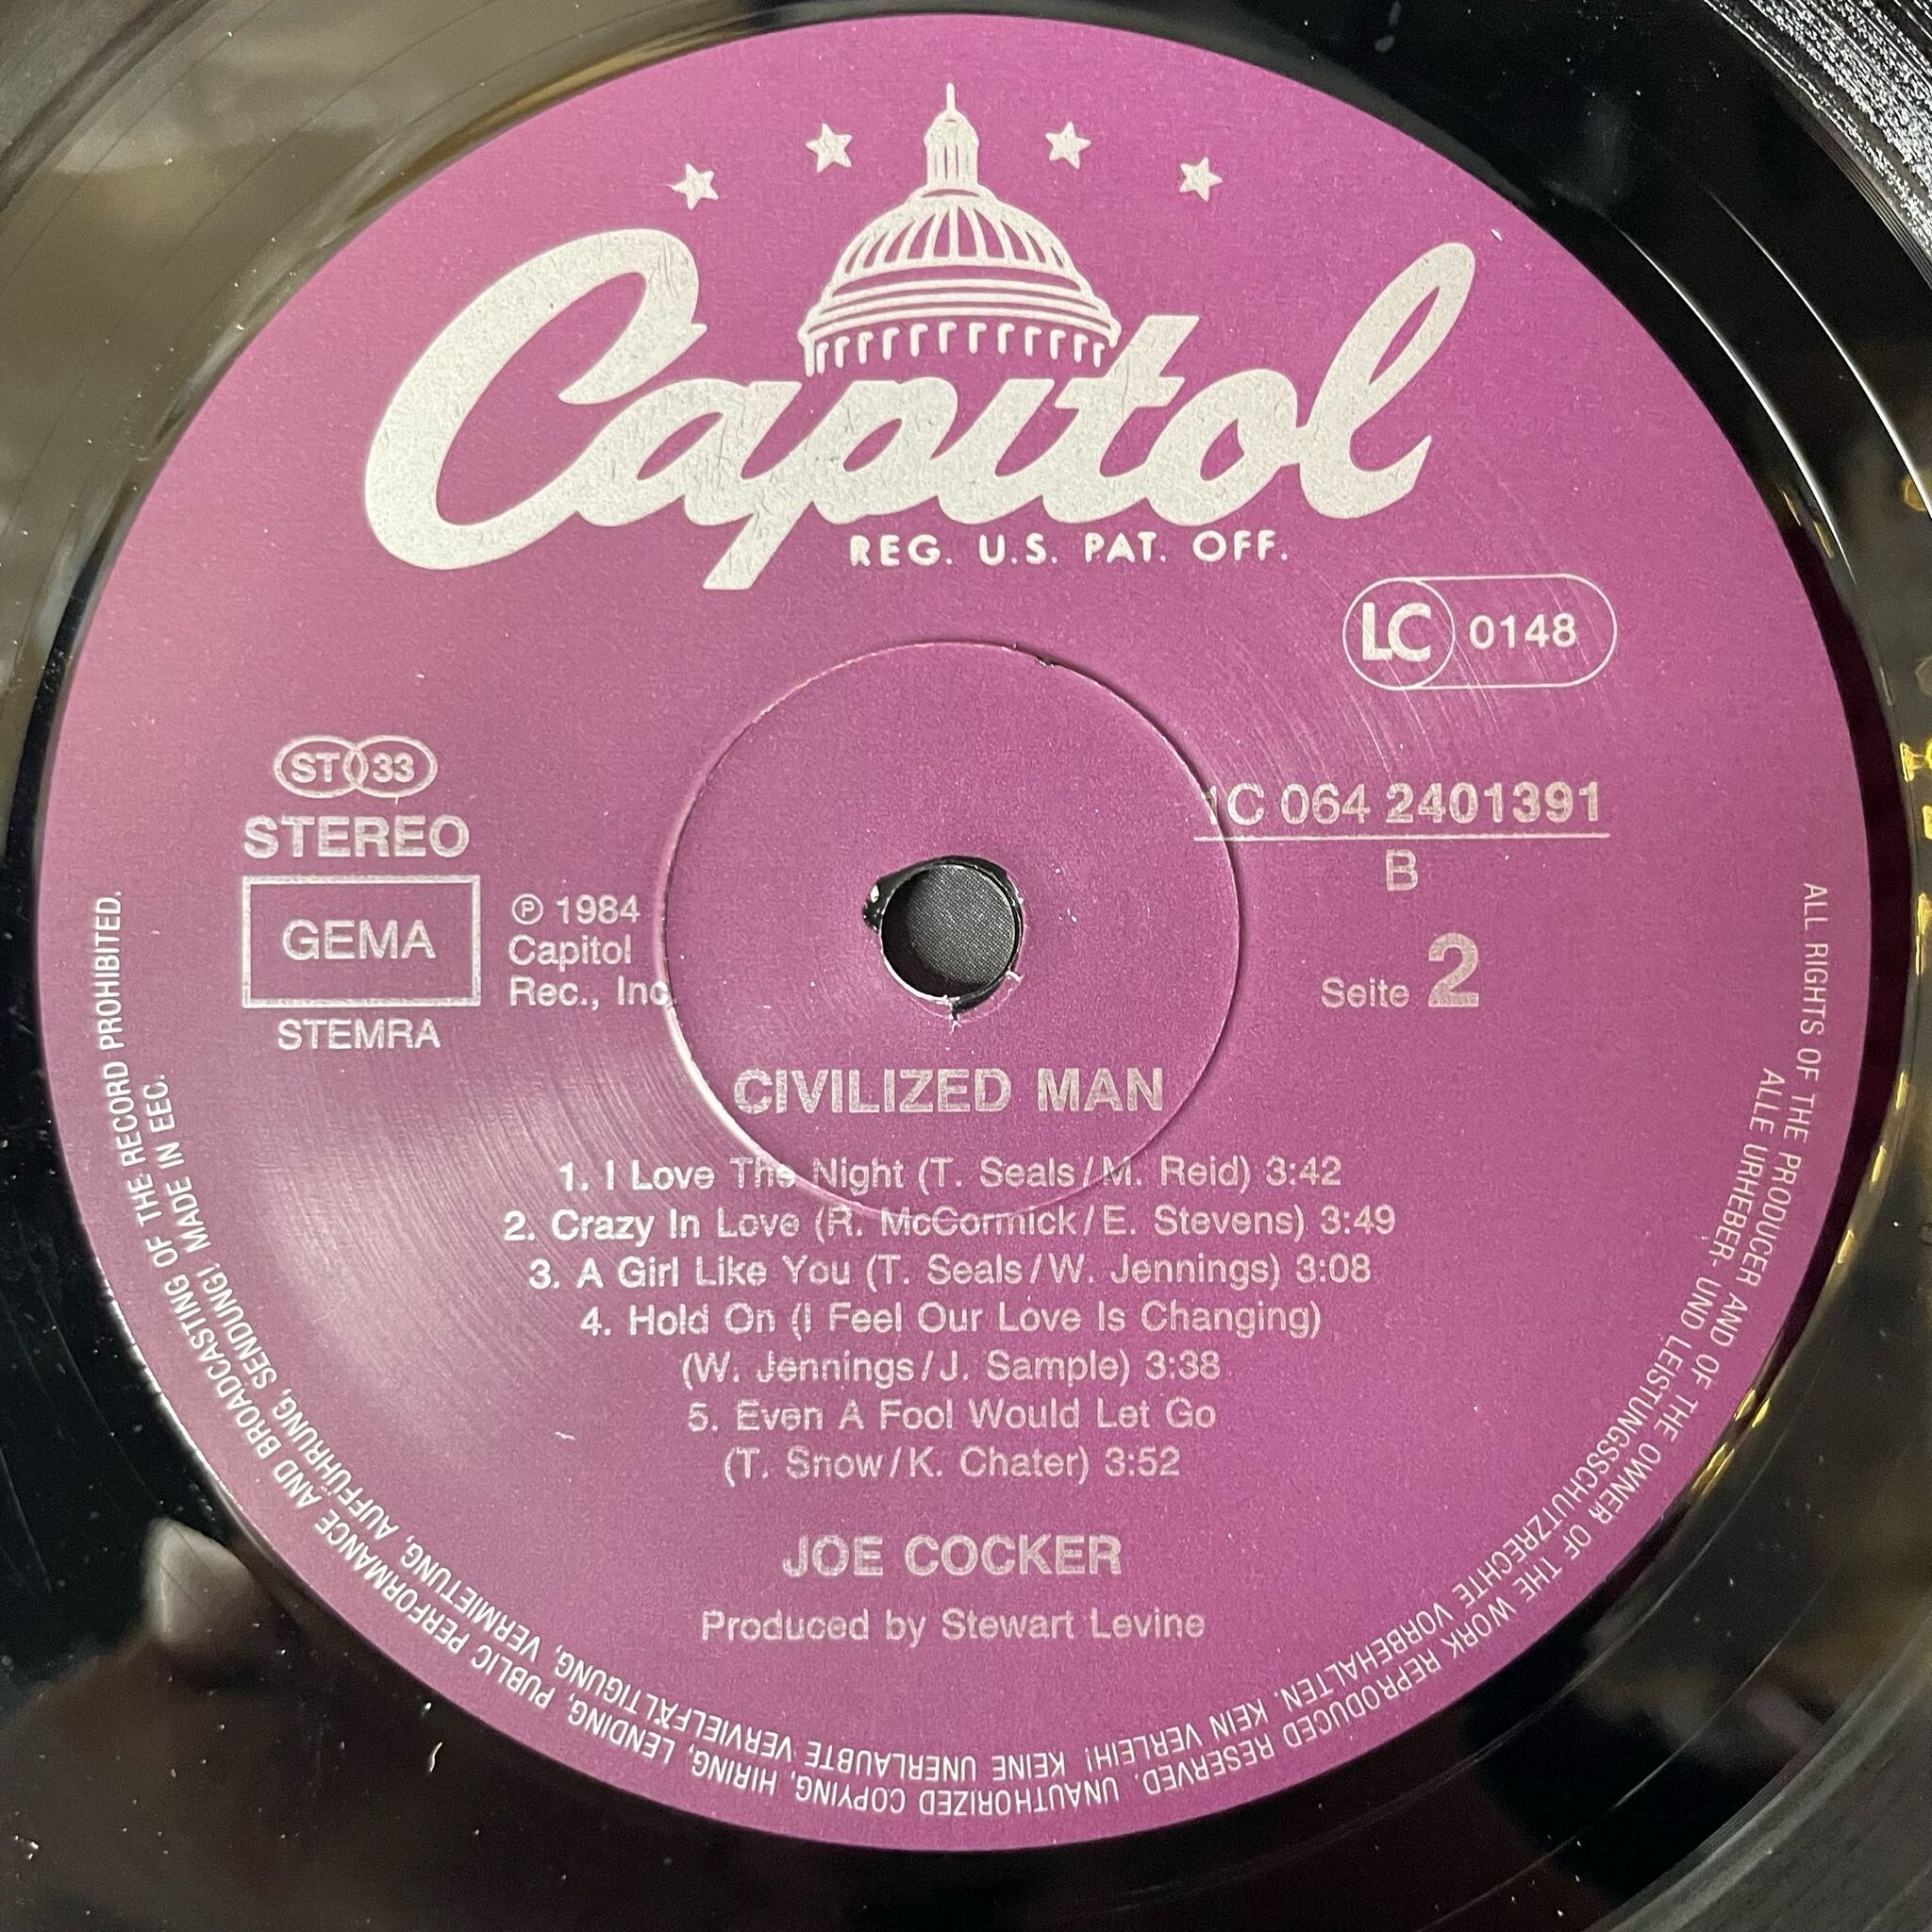 Capitol
REG. U.S. PAT. OFF.
LC 0148
ST 33
STEREO
GEMA
STEMRA
℗ 1984
Capitol
Rec., Inc.
1C 064 2401391
B
Seite 2
CIVILIZED MAN
1. I Love The Night (T. Seals/M. Reid) 3:42
2. Crazy In Love (R. McCormick/E. Stevens) 3:49
3. A Girl Like You (T. Seals/W. Jennings) 3:08
4. Hold On (I Feel Our Love Is Changing)
(W. Jennings/J. Sample) 3:38
5. Even A Fool Would Let Go
(T. Snow/K. Chater) 3:52
JOE COCKER
Produced by Stewart Levine
ALL RIGHTS OF THE PRODUCER AND OF THE OWNER OF THE WORK REPRODUCED RESERVED. UNAUTHORIZED COPYING, HIRING, LENDING, PUBLIC PERFORMANCE AND BROADCASTING OF THE RECORD PROHIBITED.
ALLE URHEBER- UND LEISTUNGSSCHUTZRECHTE VORBEHALTEN. KEIN VERLEIH! KEINE UNERLAUBTE VERVIELFÄLTIGUNG, VERMIETUNG, AUFFÜHRUNG, SENDUNG! MADE IN EEC.